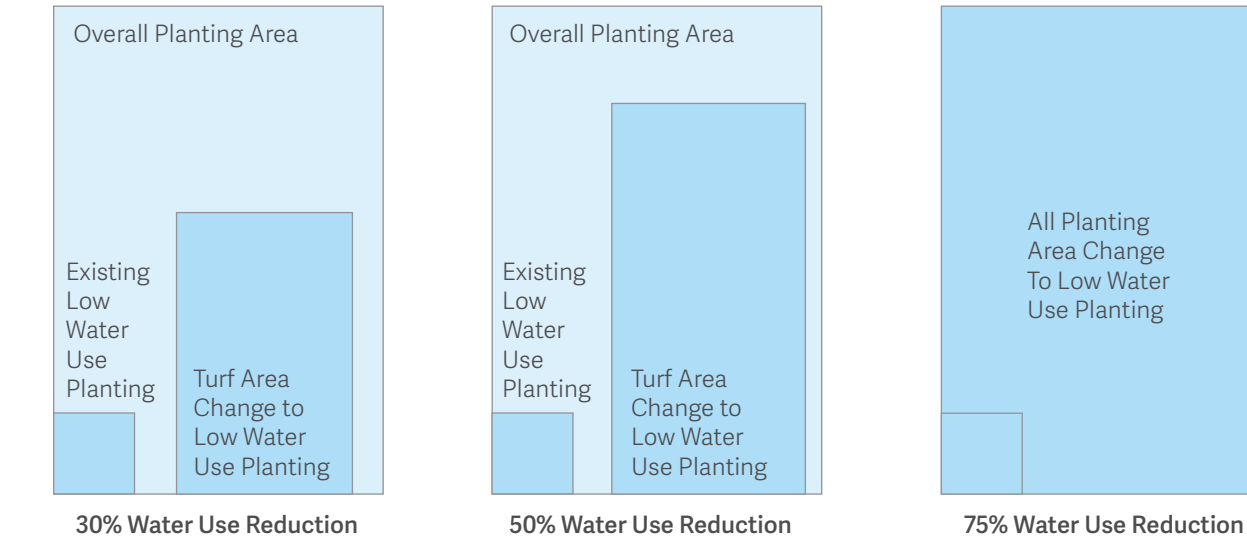 Overall Planting Area
Existing
Low
Water
Use
Planting
Turf Area
Change to
Low Water
Use Planting
30% Water Use Reduction
Overall Planting Area
Existing
Low
Water
Use
Planting
Turf Area
Change to
Low Water
Use Planting
50% Water Use Reduction
All Planting
Area Change
To Low Water
Use Planting
75% Water Use Reduction